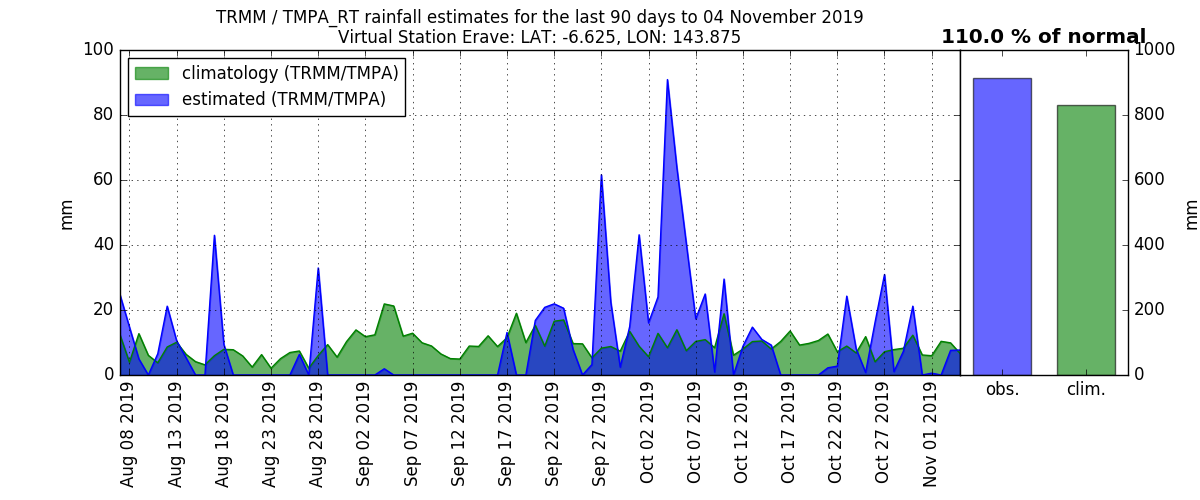 TRMM / TMPA_RT rainfall estimates for the last 90 days to 04 November 2019
Virtual Station Erave: LAT: -6.625, LON: 143.875
110.0 % of normal
climatology (TRMM/TMPA)
estimated (TRMM/TMPA)
100
80
60
40
20
0
mm
Aug 08 2019
Aug 13 2019
Aug 18 2019
Aug 23 2019
Aug 28 2019
Sep 02 2019
Sep 07 2019
Sep 12 2019
Sep 17 2019
Sep 22 2019
Sep 27 2019
Oct 02 2019
Oct 07 2019
Oct 12 2019
Oct 17 2019
Oct 22 2019
Oct 27 2019
Nov 01 2019
obs.
clim.
1000
800
600
400
200
0
mm